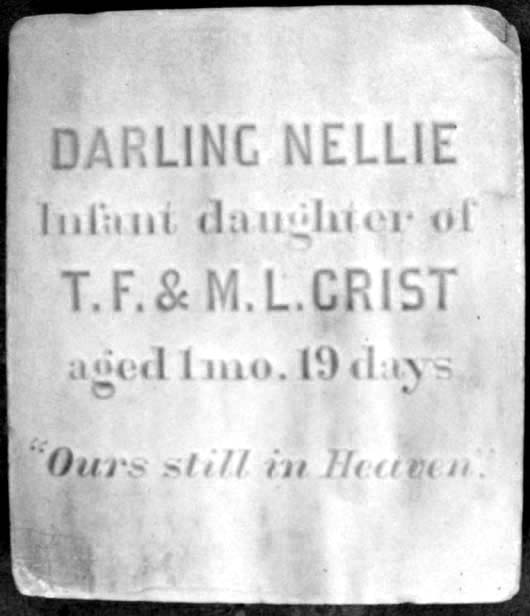 DARLING NELLIE
Infant daughter of
T. F. & M. L. CRIST
aged 1 mo. 19 days
"Ours still in Heaven."